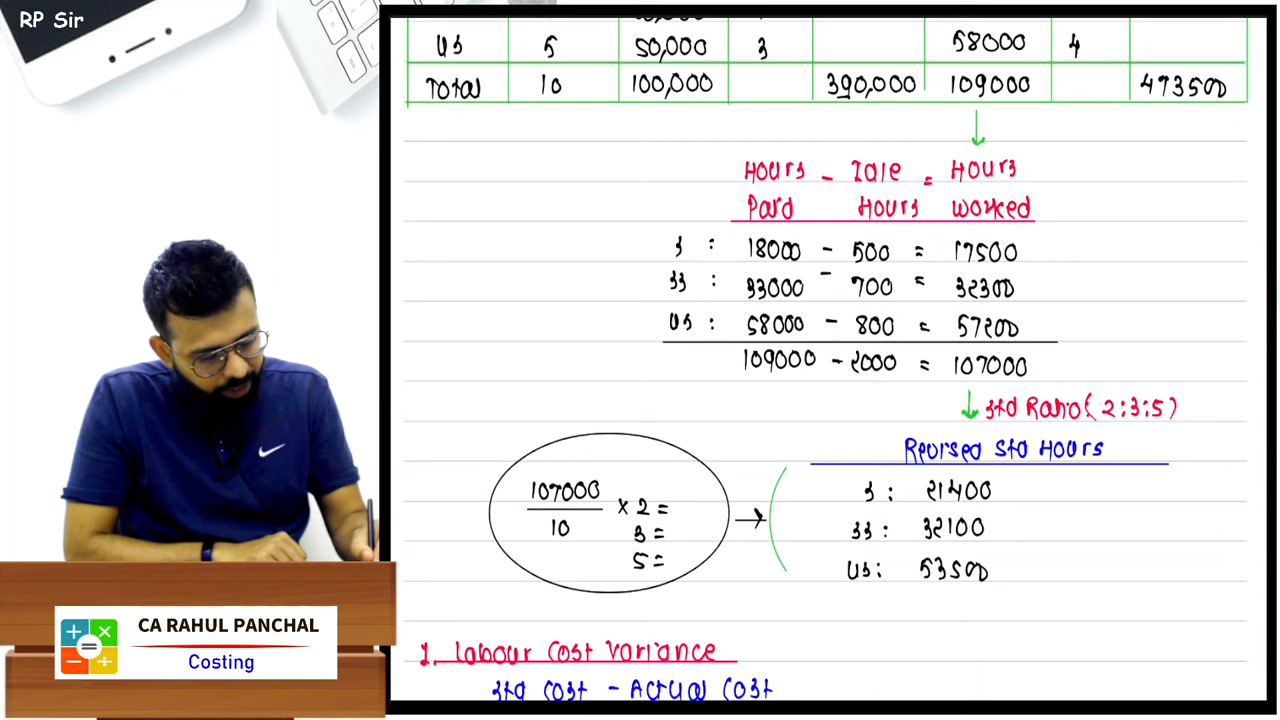 RP Sir
US 5 50,000 3 58000 4
Total 10 100,000 390,000 109000 473500
Hours - Idle = Hours
Paid Hours worked
S : 18000 - 500 = 17500
SS : 33000 - 700 = 32300
US : 58000 - 800 = 57200
109000 - 2000 = 107000
Std Ratio (2:3:5)
Revised Std Hours
107000
10
× 2 =
3 =
5 =
S : 21400
SS : 32100
US : 53500
1. Labour Cost Variance
Std Cost - Actual Cost
CA RAHUL PANCHAL
Costing